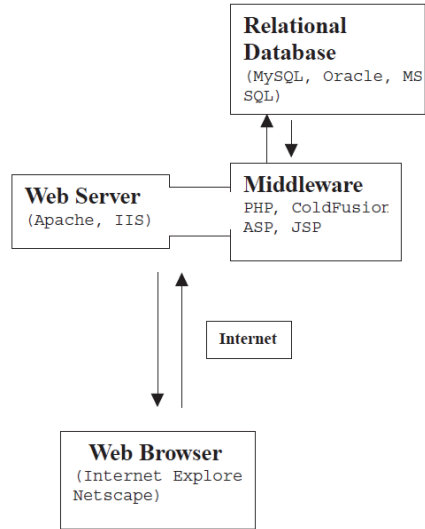 Relational
Database
(MySQL, Oracle, MS
SQL)
Middleware
PHP, ColdFusion
ASP, JSP
Web Server
(Apache, IIS)
Internet
Web Browser
(Internet Explore
Netscape)